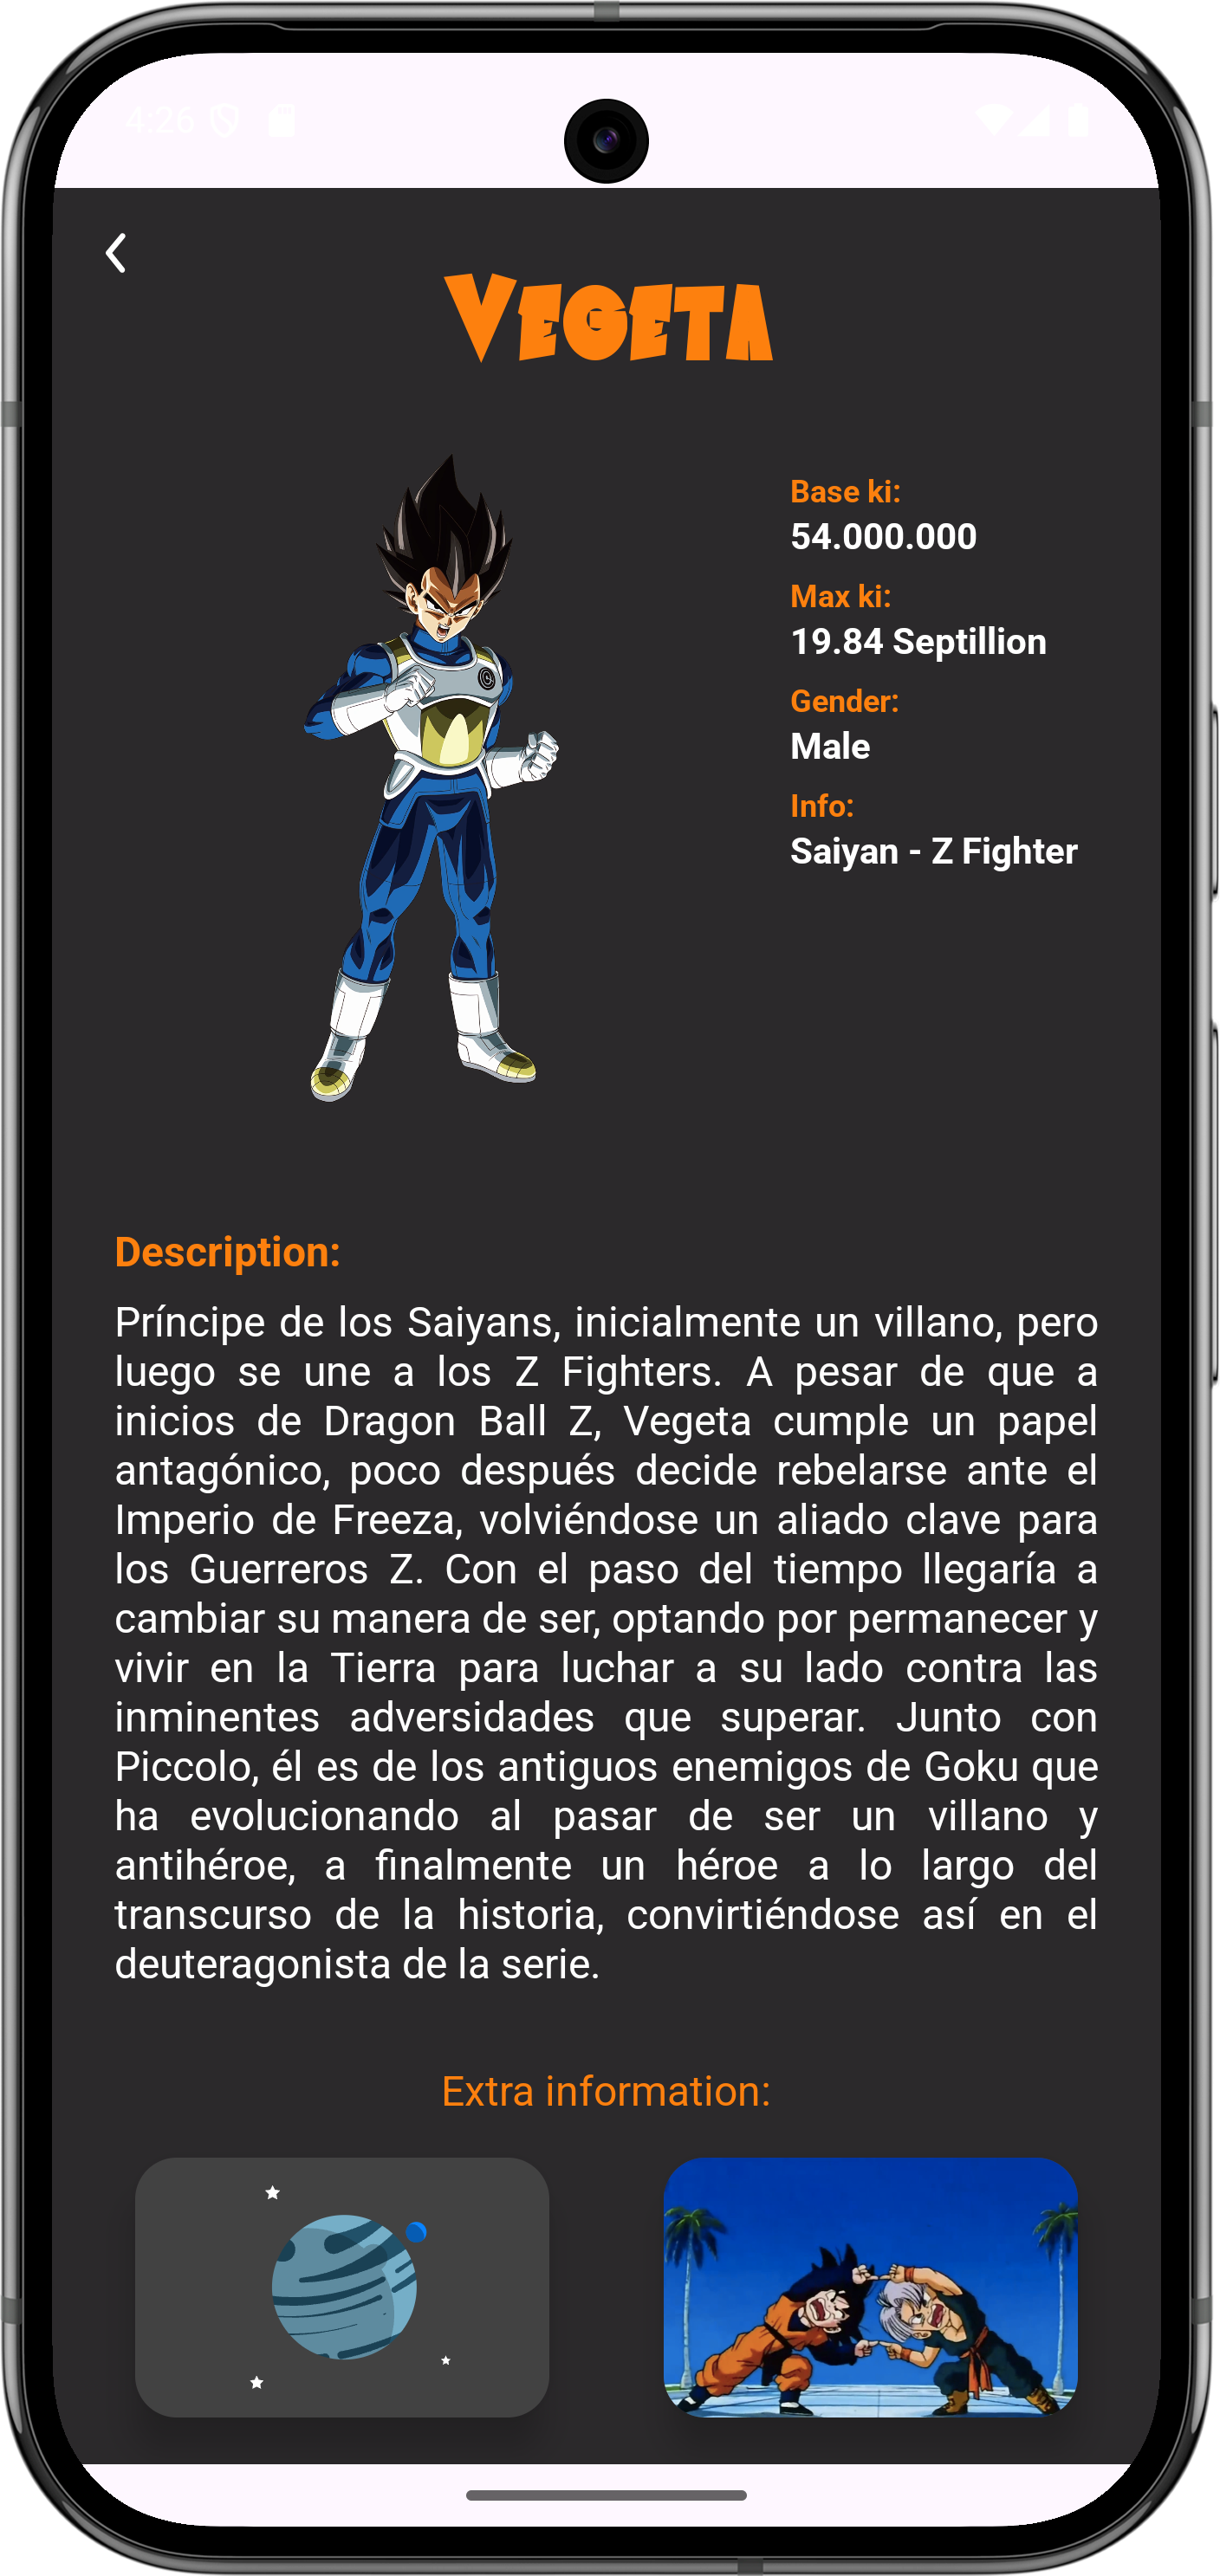 4:26
VEGETA
Base ki:
54.000.000
Max ki:
19.84 Septillion
Gender:
Male
Info:
Saiyan - Z Fighter
Description:
Príncipe de los Saiyans, inicialmente un villano, pero
luego se une a los Z Fighters. A pesar de que a
inicios de Dragon Ball Z, Vegeta cumple un papel
antagónico, poco después decide rebelarse ante el
Imperio de Freeza, volviéndose un aliado clave para
los Guerreros Z. Con el paso del tiempo llegaría a
cambiar su manera de ser, optando por permanecer y
vivir en la Tierra para luchar a su lado contra las
inminentes adversidades que superar. Junto con
Piccolo, él es de los antiguos enemigos de Goku que
ha evolucionando al pasar de ser un villano y
antihéroe, a finalmente un héroe a lo largo del
transcurso de la historia, convirtiéndose así en el
deuteragonista de la serie.
Extra information: